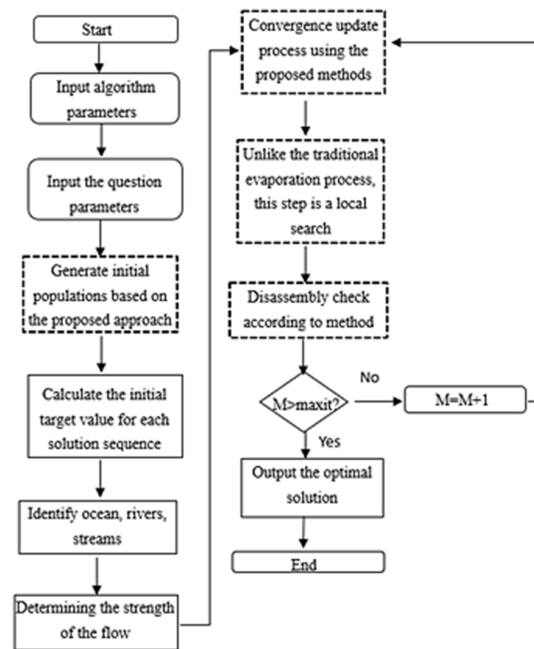 Start
Input algorithm
parameters
Input the question
parameters
Generate initial
populations based on
the proposed approach
Calculate the initial
target value for each
solution sequence
Identify ocean, rivers,
streams
Determining the strength
of the flow
Convergence update
process using the
proposed methods
Unlike the traditional
evaporation process,
this step is a local
search
Disassembly check
according to method
M>maxit?
No
M=M+1
Yes
Output the optimal
solution
End